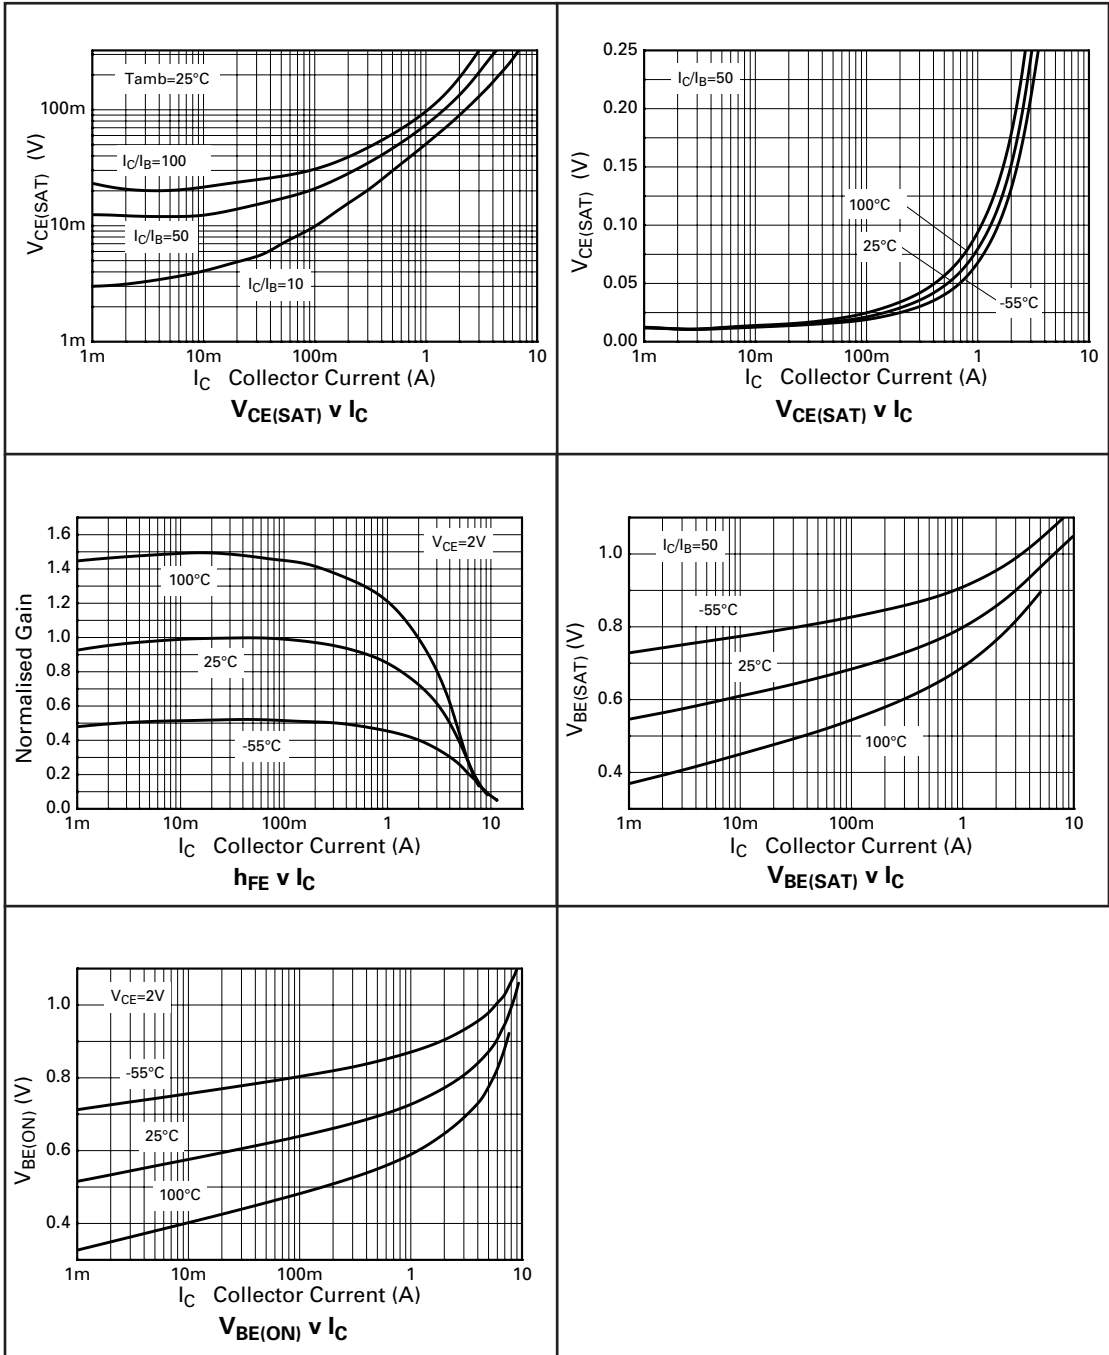 Tamb=25°C
IC/IB=100
IC/IB=50
IC/IB=10
100m
10m
1m
VCE(SAT) (V)
1m 10m 100m 1 10
IC Collector Current (A)
VCE(SAT) v IC
IC/IB=50
100°C
25°C
-55°C
0.25
0.20
0.15
0.10
0.05
0.00
VCE(SAT) (V)
1m 10m 100m 1 10
IC Collector Current (A)
VCE(SAT) v IC
VCE=2V
100°C
25°C
-55°C
1.6
1.4
1.2
1.0
0.8
0.6
0.4
0.2
0.0
Normalised Gain
1m 10m 100m 1 10
IC Collector Current (A)
hFE v IC
IC/IB=50
-55°C
25°C
100°C
1.0
0.8
0.6
0.4
VBE(SAT) (V)
1m 10m 100m 1 10
IC Collector Current (A)
VBE(SAT) v IC
VCE=2V
-55°C
25°C
100°C
1.0
0.8
0.6
0.4
VBE(ON) (V)
1m 10m 100m 1 10
IC Collector Current (A)
VBE(ON) v IC